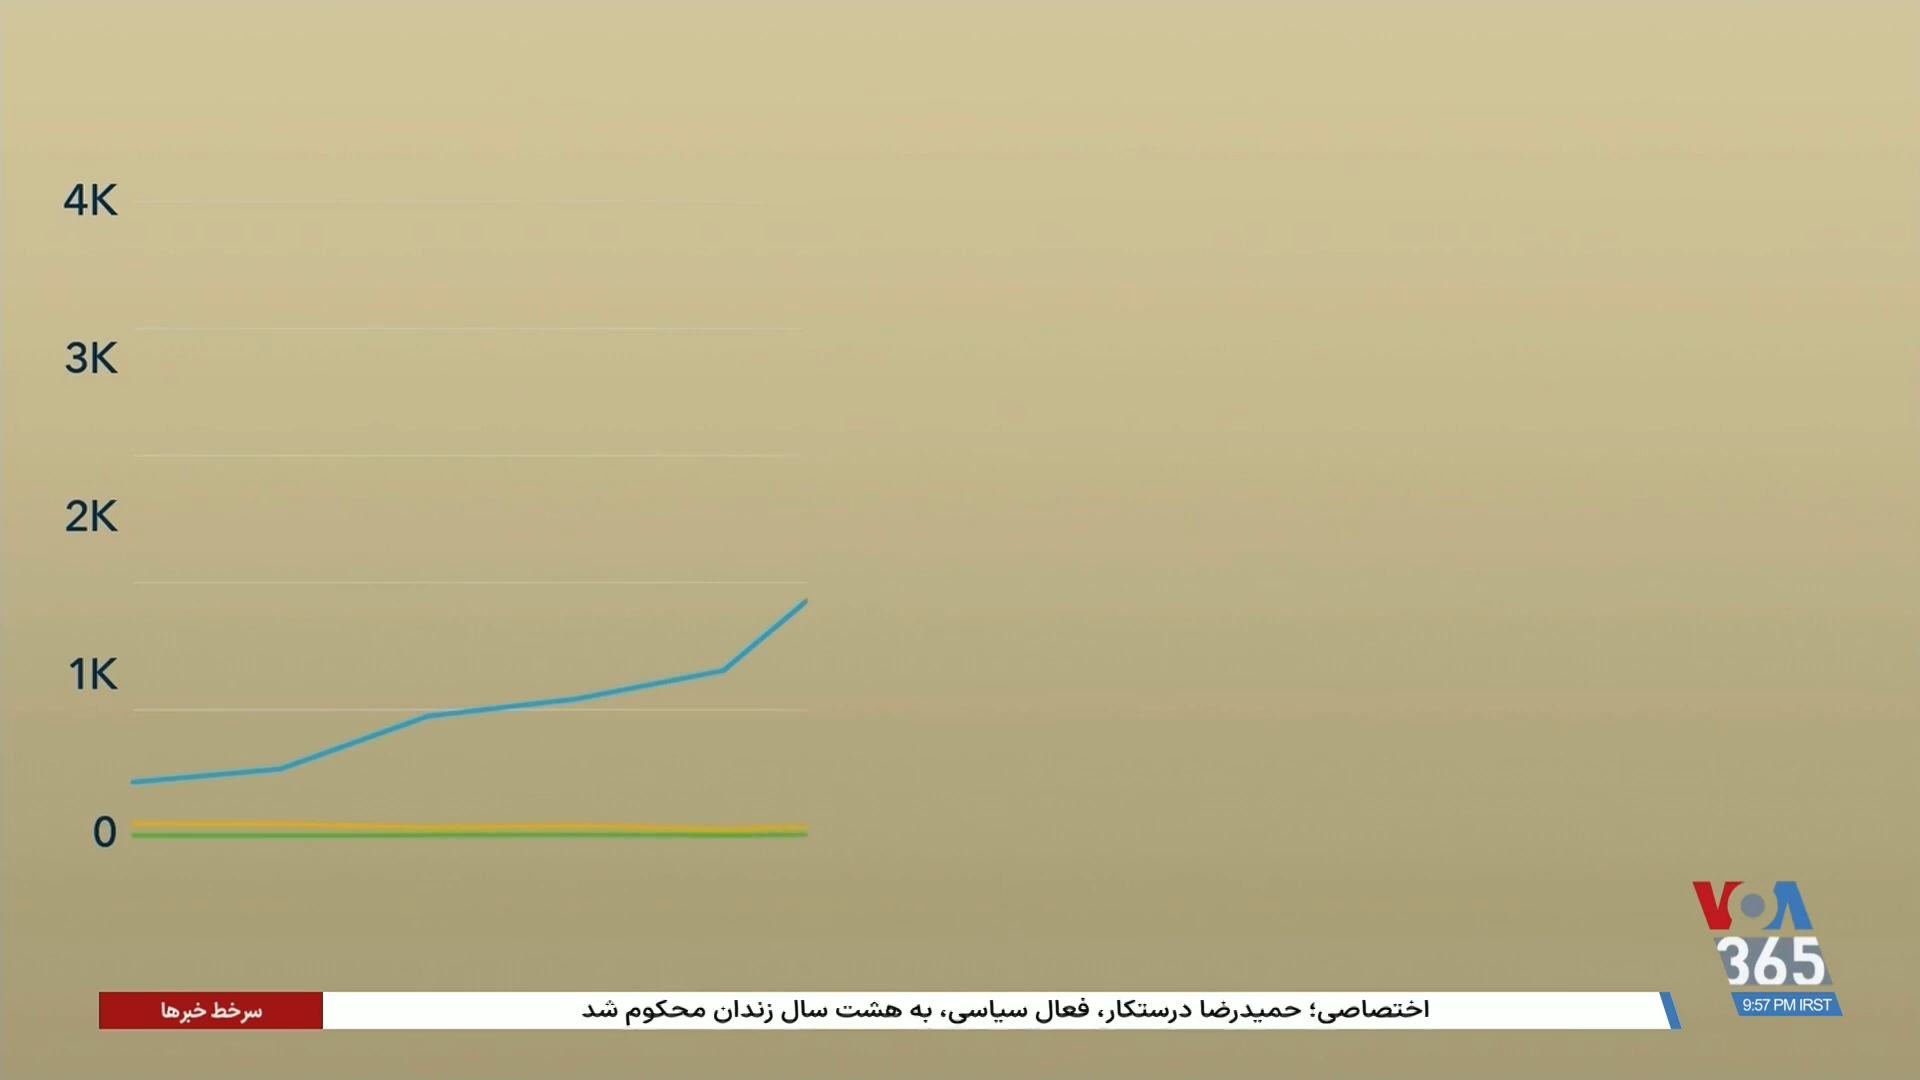 4K
3K
2K
1K
0
VOA
365
9:57 PM IRST
سرخط خبرها
اختصاصی؛ حمیدرضا درستکار، فعال سیاسی، به هشت سال زندان محکوم شد